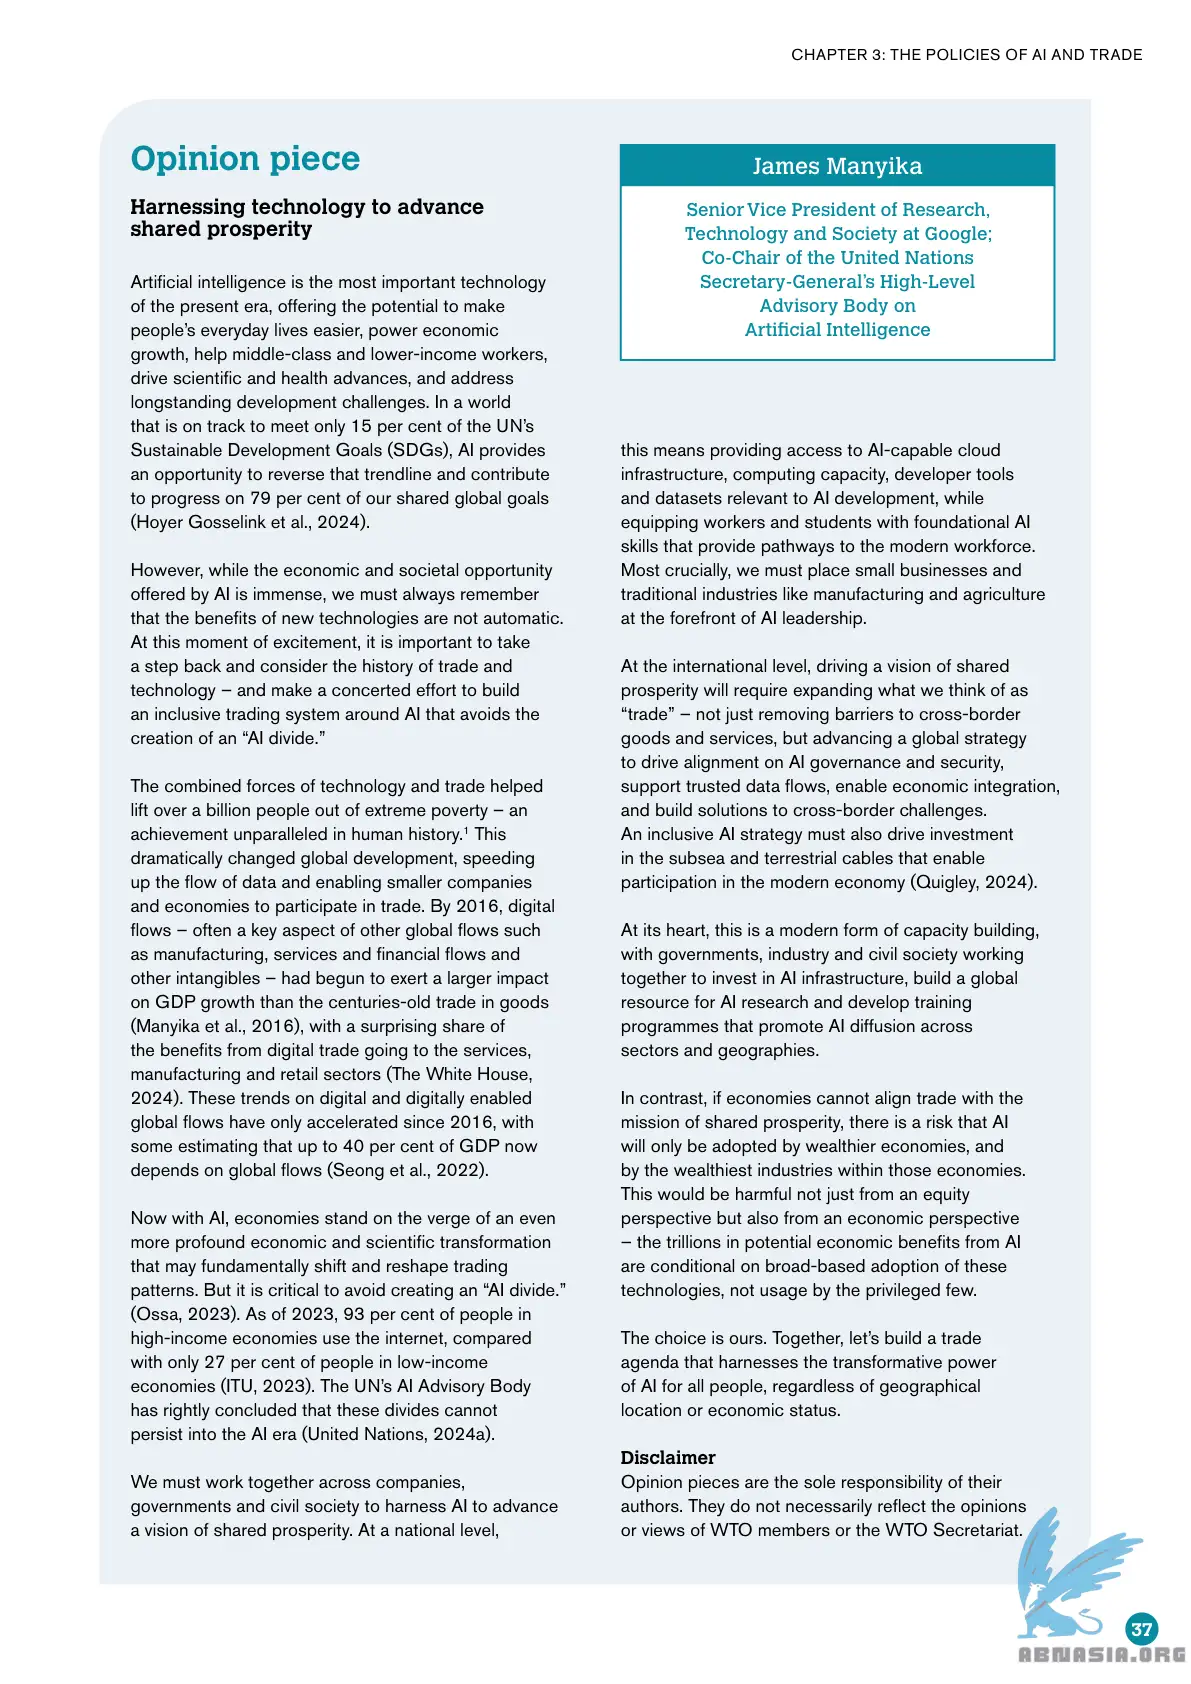 CHAPTER 3: THE POLICIES OF AI AND TRADE
Opinion piece
Harnessing technology to advance
shared prosperity
Artificial intelligence is the most important technology
of the present era, offering the potential to make
people’s everyday lives easier, power economic
growth, help middle-class and lower-income workers,
drive scientific and health advances, and address
longstanding development challenges. In a world
that is on track to meet only 15 per cent of the UN’s
Sustainable Development Goals (SDGs), AI provides
an opportunity to reverse that trendline and contribute
to progress on 79 per cent of our shared global goals
(Hoyer Gosselink et al., 2024).
However, while the economic and societal opportunity
offered by AI is immense, we must always remember
that the benefits of new technologies are not automatic.
At this moment of excitement, it is important to take
a step back and consider the history of trade and
technology – and make a concerted effort to build
an inclusive trading system around AI that avoids the
creation of an “AI divide.”
The combined forces of technology and trade helped
lift over a billion people out of extreme poverty – an
achievement unparalleled in human history.¹ This
dramatically changed global development, speeding
up the flow of data and enabling smaller companies
and economies to participate in trade. By 2016, digital
flows – often a key aspect of other global flows such
as manufacturing, services and financial flows and
other intangibles – had begun to exert a larger impact
on GDP growth than the centuries-old trade in goods
(Manyika et al., 2016), with a surprising share of
the benefits from digital trade going to the services,
manufacturing and retail sectors (The White House,
2024). These trends on digital and digitally enabled
global flows have only accelerated since 2016, with
some estimating that up to 40 per cent of GDP now
depends on global flows (Seong et al., 2022).
Now with AI, economies stand on the verge of an even
more profound economic and scientific transformation
that may fundamentally shift and reshape trading
patterns. But it is critical to avoid creating an “AI divide.”
(Ossa, 2023). As of 2023, 93 per cent of people in
high-income economies use the internet, compared
with only 27 per cent of people in low-income
economies (ITU, 2023). The UN’s AI Advisory Body
has rightly concluded that these divides cannot
persist into the AI era (United Nations, 2024a).
We must work together across companies,
governments and civil society to harness AI to advance
a vision of shared prosperity. At a national level,
James Manyika
Senior Vice President of Research,
Technology and Society at Google;
Co-Chair of the United Nations
Secretary-General’s High-Level
Advisory Body on
Artificial Intelligence
this means providing access to AI-capable cloud
infrastructure, computing capacity, developer tools
and datasets relevant to AI development, while
equipping workers and students with foundational AI
skills that provide pathways to the modern workforce.
Most crucially, we must place small businesses and
traditional industries like manufacturing and agriculture
at the forefront of AI leadership.
At the international level, driving a vision of shared
prosperity will require expanding what we think of as
“trade” – not just removing barriers to cross-border
goods and services, but advancing a global strategy
to drive alignment on AI governance and security,
support trusted data flows, enable economic integration,
and build solutions to cross-border challenges.
An inclusive AI strategy must also drive investment
in the subsea and terrestrial cables that enable
participation in the modern economy (Quigley, 2024).
At its heart, this is a modern form of capacity building,
with governments, industry and civil society working
together to invest in AI infrastructure, build a global
resource for AI research and develop training
programmes that promote AI diffusion across
sectors and geographies.
In contrast, if economies cannot align trade with the
mission of shared prosperity, there is a risk that AI
will only be adopted by wealthier economies, and
by the wealthiest industries within those economies.
This would be harmful not just from an equity
perspective but also from an economic perspective
– the trillions in potential economic benefits from AI
are conditional on broad-based adoption of these
technologies, not usage by the privileged few.
The choice is ours. Together, let’s build a trade
agenda that harnesses the transformative power
of AI for all people, regardless of geographical
location or economic status.
Disclaimer
Opinion pieces are the sole responsibility of their
authors. They do not necessarily reflect the opinions
or views of WTO members or the WTO Secretariat.
37
ABNASIA.ORG